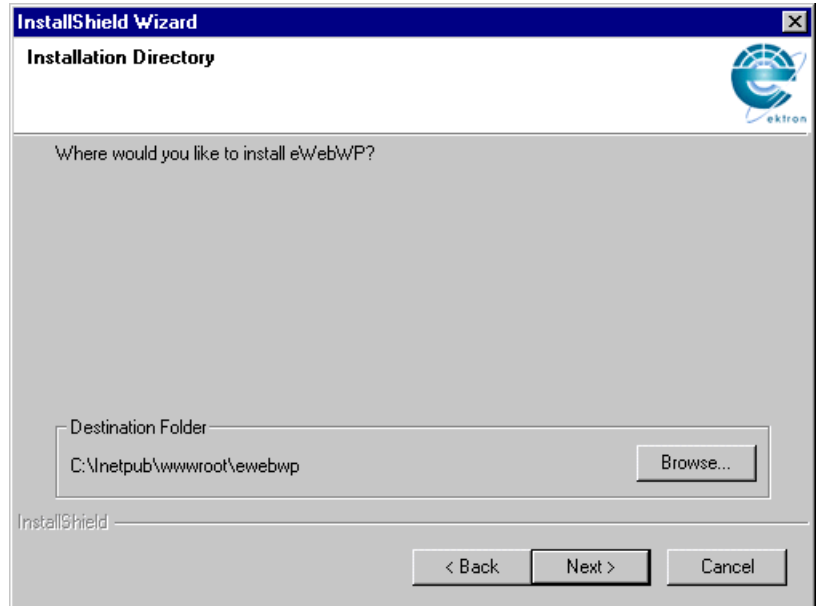 InstallShield Wizard
Installation Directory
ektron
Where would you like to install eWebWP?
Destination Folder
C:\Inetpub\wwwroot\ewebwp
Browse...
InstallShield
< Back
Next >
Cancel